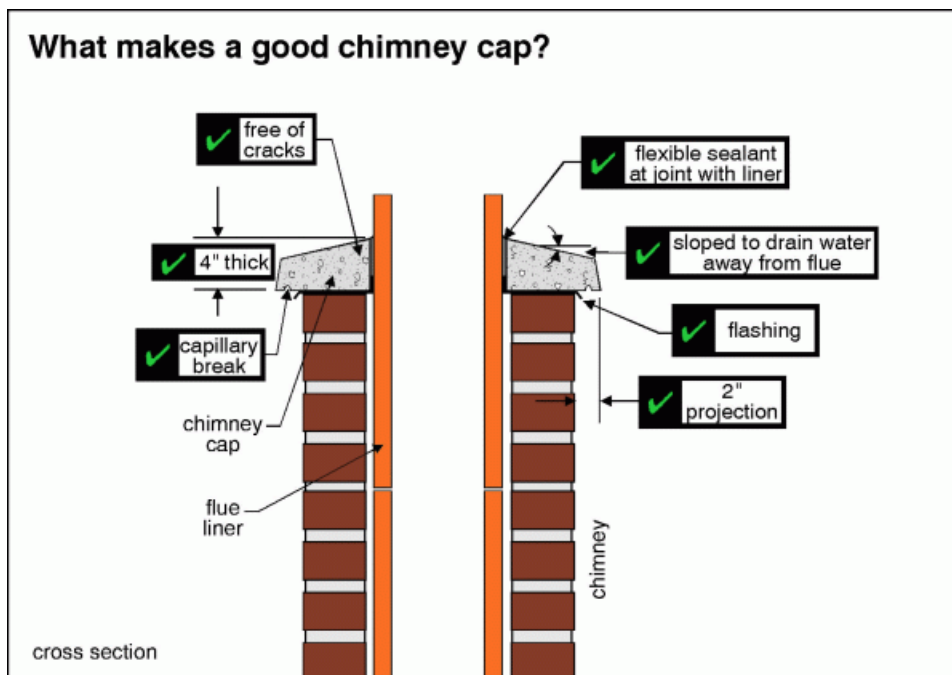 What makes a good chimney cap?
free of
cracks
flexible sealant
at joint with liner
4" thick
sloped to drain water
away from flue
capillary
break
flashing
2"
projection
chimney
cap
flue
liner
chimney
cross section